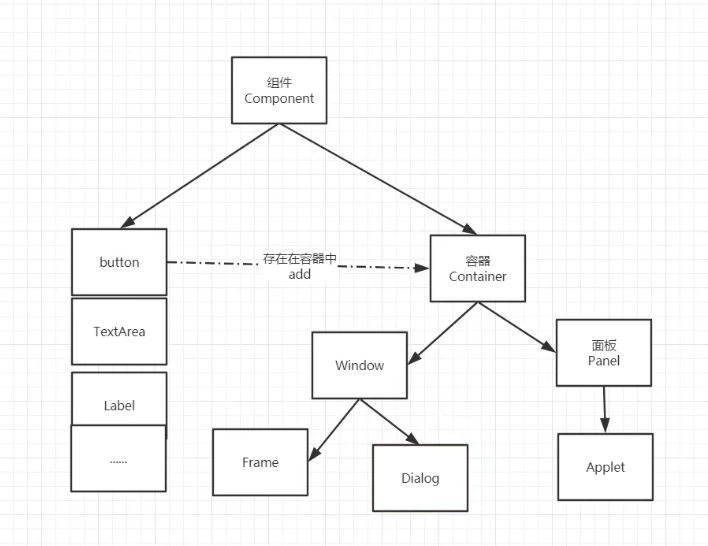 组件
Component
button
存在在容器中
add
容器
Container
TextArea
Window
面板
Panel
Label
......
Frame
Dialog
Applet